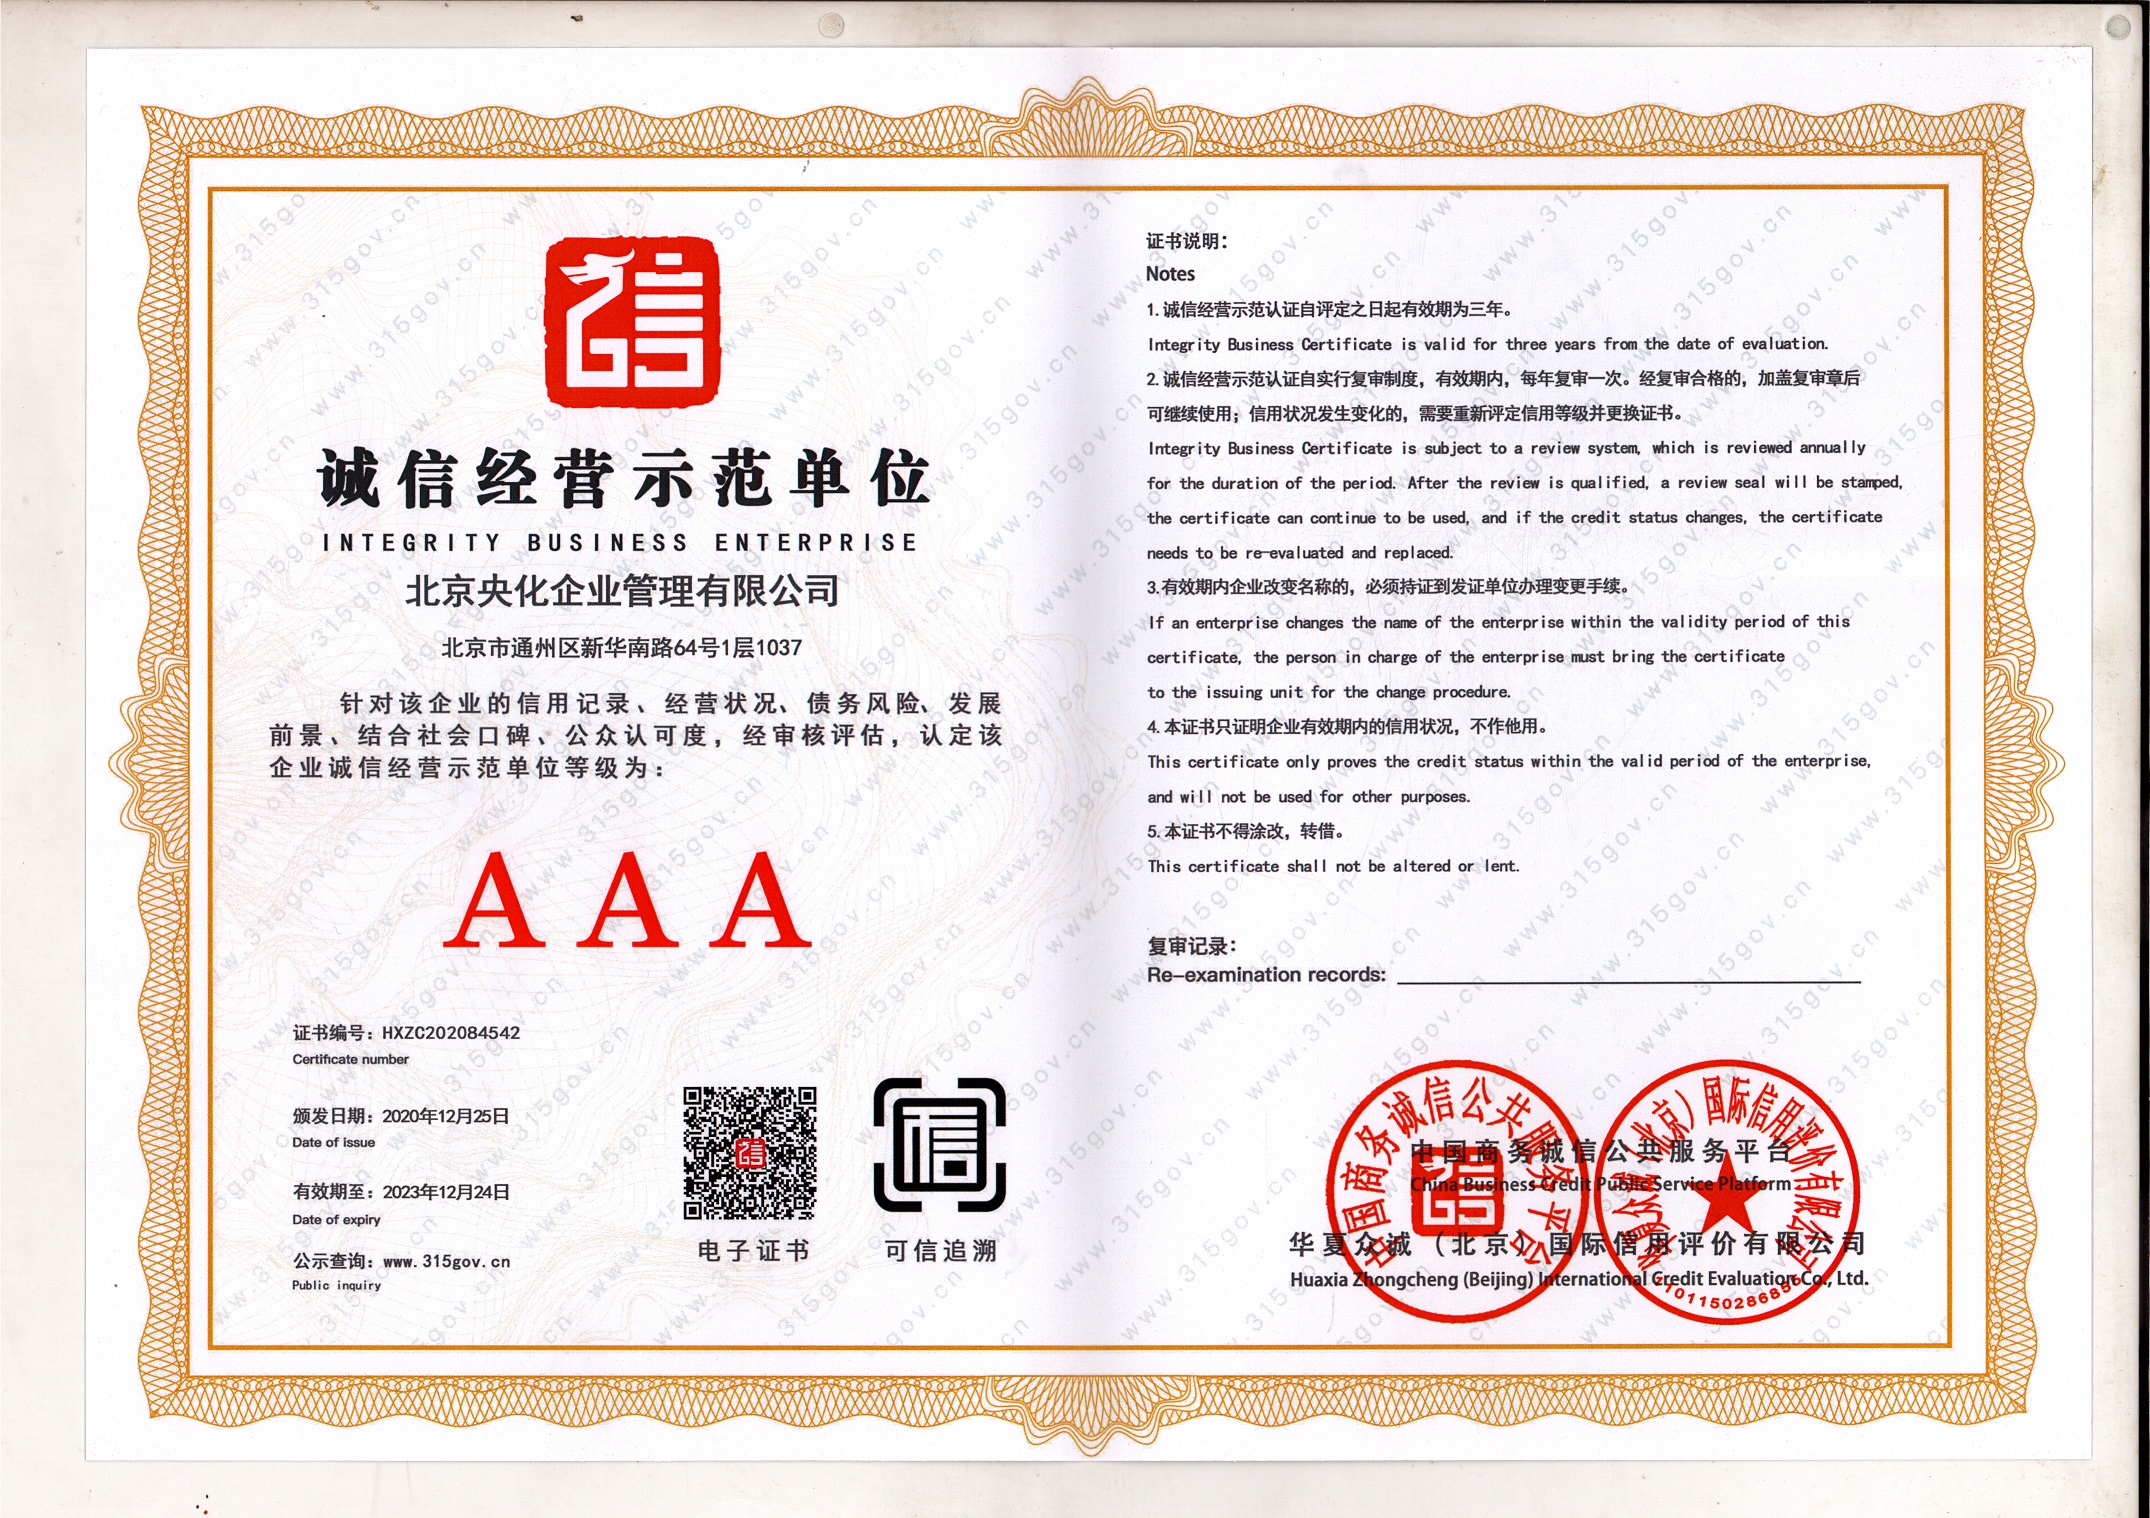 诚信经营示范单位
INTEGRITY BUSINESS ENTERPRISE
北京央化企业管理有限公司
北京市通州区新华南路64号1层1037
针对该企业的信用记录、经营状况、债务风险、发展
前景、结合社会口碑、公众认可度，经审核评估，认定该
企业诚信经营示范单位等级为：
AAA
证书编号：HXZC202084542
Certificate number
颁发日期：2020年12月25日
Date of issue
有效期至：2023年12月24日
Date of expiry
公示查询：www.315gov.cn
Public inquiry
电子证书
信
可信追溯
证书说明：
Notes
1. 诚信经营示范认证自评定之日起有效期为三年。
Integrity Business Certificate is valid for three years from the date of evaluation.
2. 诚信经营示范认证自实行复审制度，有效期内，每年复审一次。经复审合格的，加盖复审章后
可继续使用；信用状况发生变化的，需要重新评定信用等级并更换证书。
Integrity Business Certificate is subject to a review system, which is reviewed annually
for the duration of the period. After the review is qualified, a review seal will be stamped,
the certificate can continue to be used, and if the credit status changes, the certificate
needs to be re-evaluated and replaced.
3.有效期内企业改变名称的，必须持证到发证单位办理变更手续。
If an enterprise changes the name of the enterprise within the validity period of this
certificate, the person in charge of the enterprise must bring the certificate
to the issuing unit for the change procedure.
4. 本证书只证明企业有效期内的信用状况，不作他用。
This certificate only proves the credit status within the valid period of the enterprise,
and will not be used for other purposes.
5. 本证书不得涂改，转借。
This certificate shall not be altered or lent.
复审记录：
Re-examination records:
中国商务诚信公共服务平台
China Business Credit Public Service Platform
华夏众诚（北京）国际信用评价有限公司
Huaxia Zhongcheng (Beijing) International Credit Evaluation Co., Ltd.
中国商务诚信公共服务平台
华夏众诚（北京）国际信用评价有限公司
www.315gov.cn